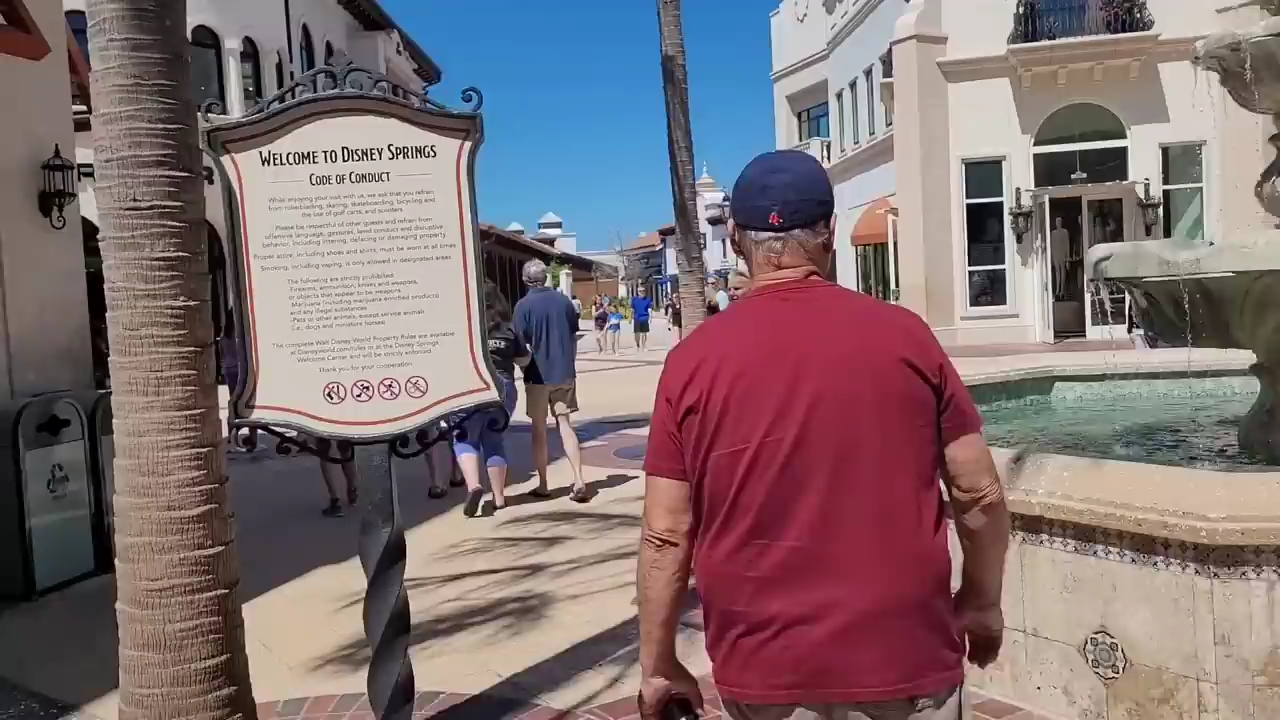 WELCOME TO DISNEY SPRINGS
CODE OF CONDUCT
While enjoying your visit with us, we ask you refrain
from rollerblading, skating, skateboarding, bicycling and
the use of golf carts, and scooters.
Please be respectful of other guests and refrain from
offensive language, gestures, lewd conduct and disruptive
behavior, including littering, defacing or damaging property.
Proper attire, including shoes and shirts, must be worn at all times
Smoking, including vaping, is only allowed in designated areas
The following are strictly prohibited:
-Firearms, ammunition, knives and weapons,
or objects that appear to be weapons
-Marijuana (including marijuana enriched products)
and any illegal substances
-Pets or other animals, except service animals
(i.e., dogs and miniature horses)
The complete Walt Disney World Property Rules are available
at Disneyworld.com/rules or at the Disney Springs
Welcome Center and will be strictly enforced
Thank you for your cooperation